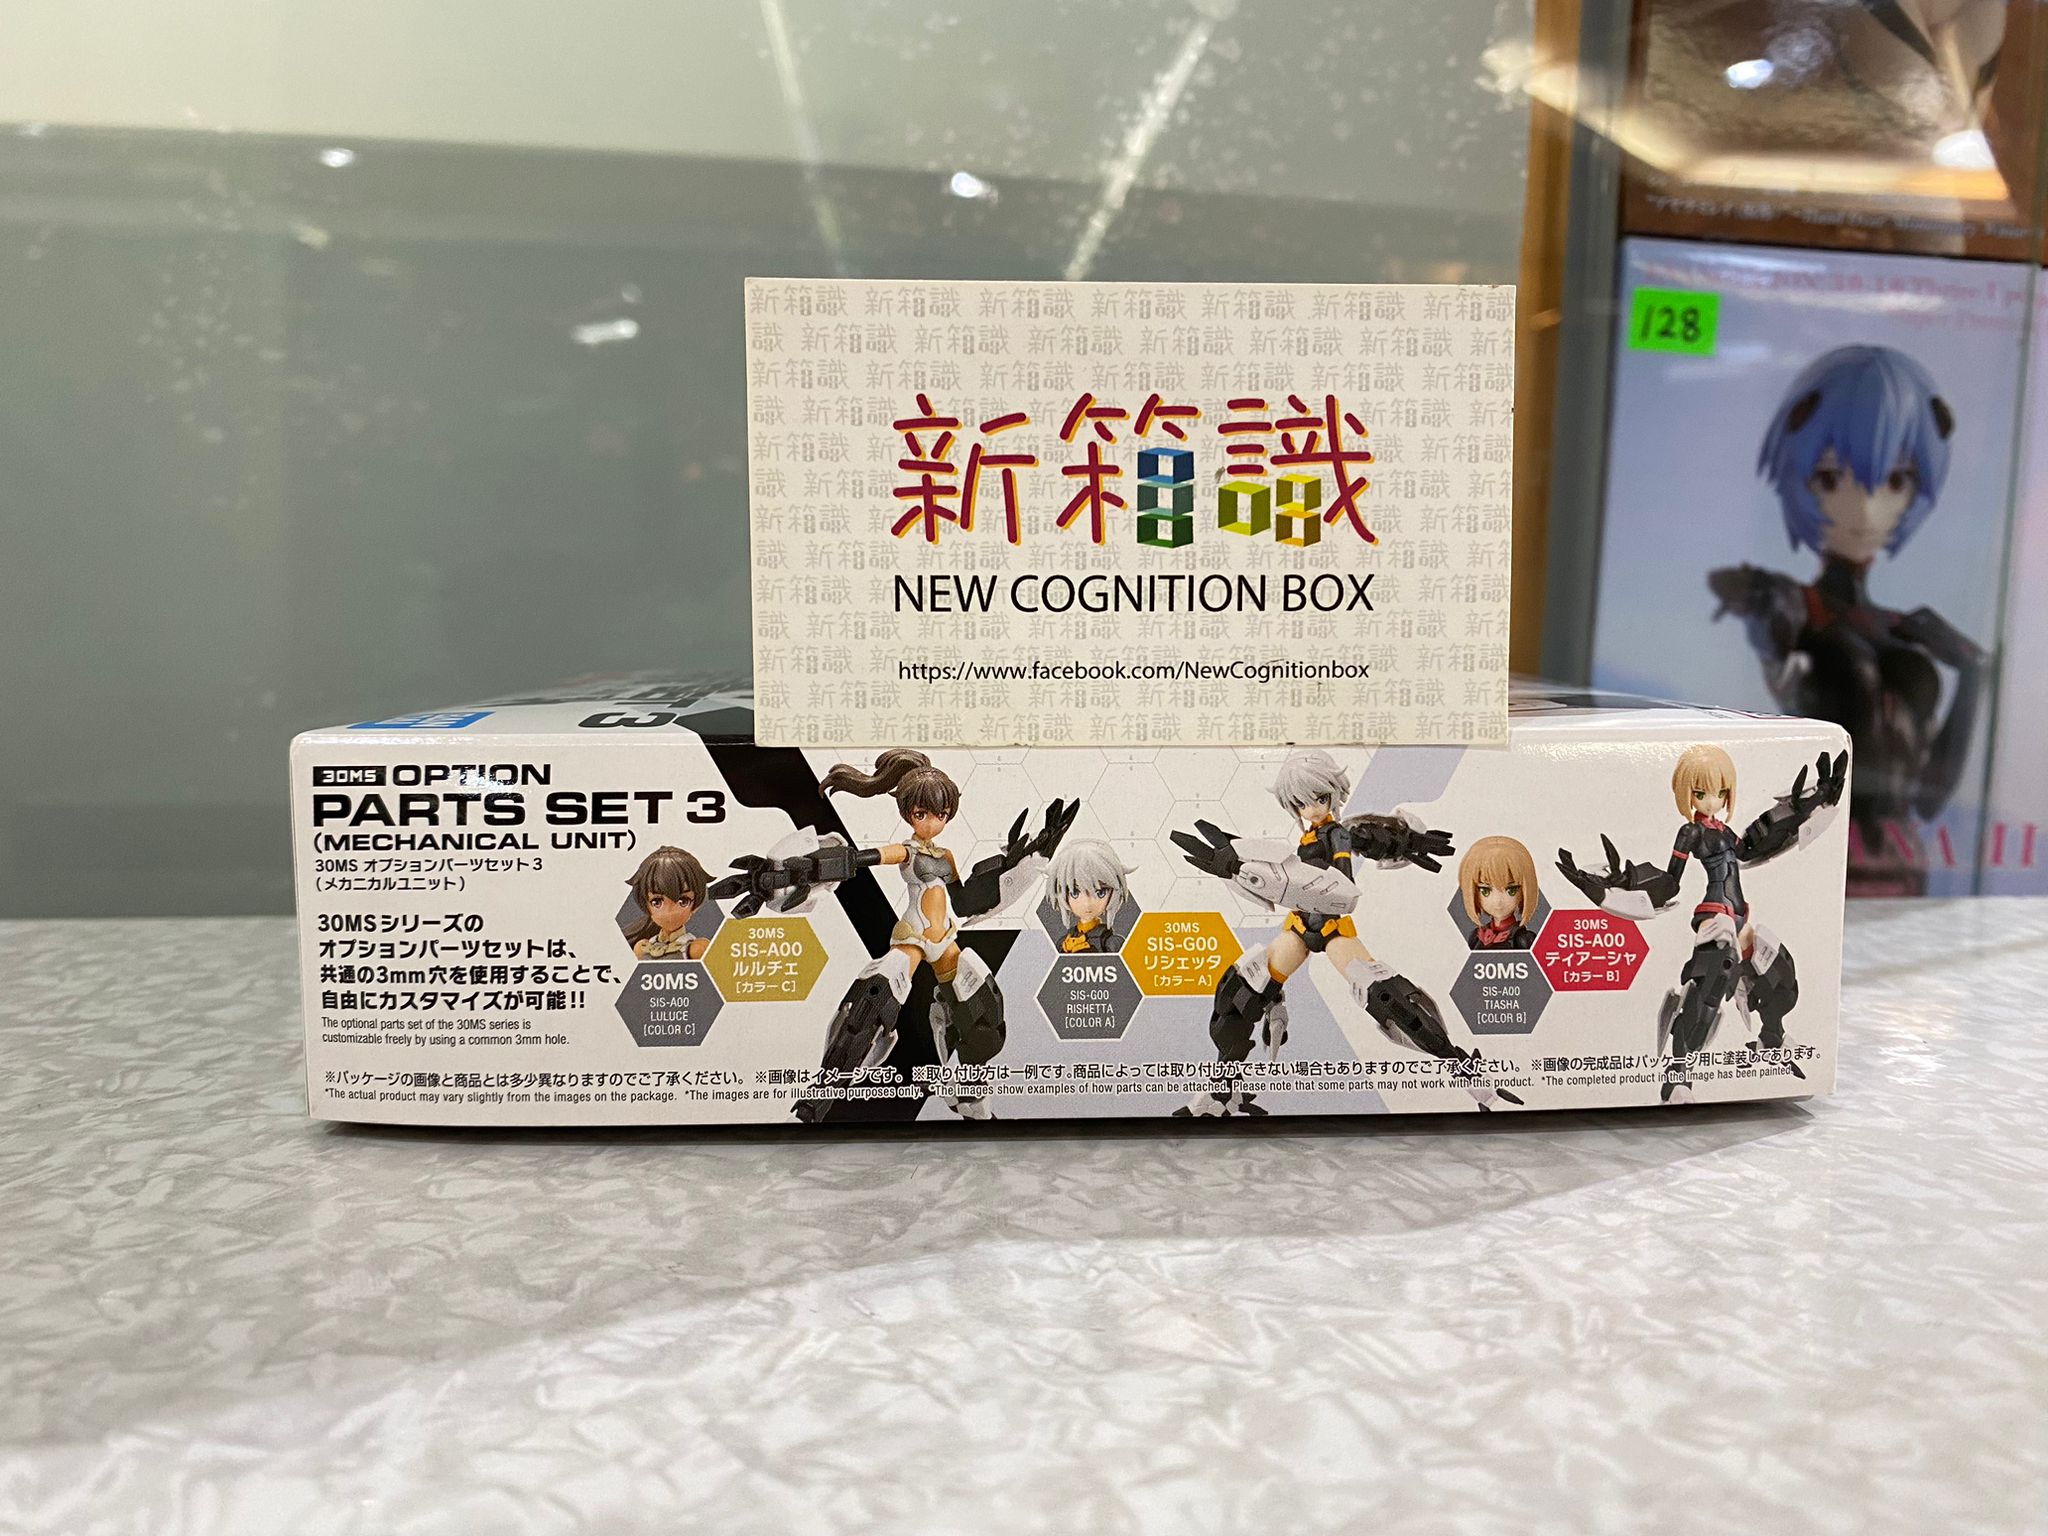 新箱識
NEW COGNITION BOX
https://www.facebook.com/NewCognitionbox
128
3
30MS OPTION
PARTS SET 3
(MECHANICAL UNIT)
30MS オプションパーツセット3
(メカニカルユニット)
30MSシリーズの
オプションパーツセットは、
共通の3mm穴を使用することで、
自由にカスタマイズが可能!!
The optional parts set of the 30MS series is
customizable freely by using a common 3mm hole.
30MS
SIS-A00
ルルチェ
[カラーC]
30MS
SIS-A00
LULUCE
[COLOR C]
30MS
SIS-G00
リシェッタ
[カラーA]
30MS
SIS-G00
RISHETTA
[COLOR A]
30MS
SIS-A00
ティアーシャ
[カラーB]
30MS
SIS-A00
TIASHA
[COLOR B]
※パッケージの画像と商品とは多少異なりますのでご了承ください。 ※画像はイメージです。 ※取り付け方は一例です。商品によっては取り付けができない場合もありますのでご了承ください。 ※画像の完成品はパッケージ用に塗装してあります。
*The actual product may vary slightly from the images on the package. *The images are for illustrative purposes only. *The images show examples of how parts can be attached. Please note that some parts may not work with this product. *The completed product in the image has been painted.